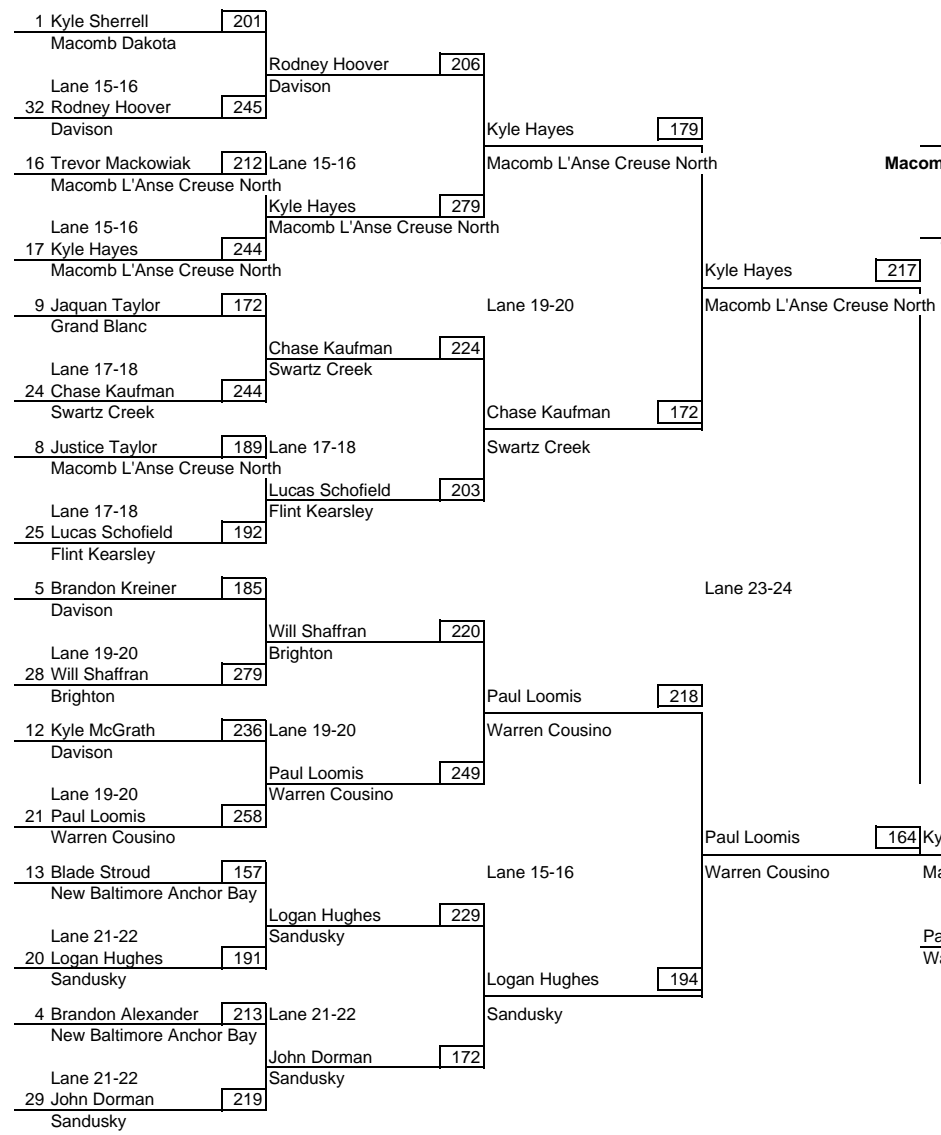 1 Kyle Sherrell 201
Macomb Dakota
Rodney Hoover 206
Lane 15-16 Davison
32 Rodney Hoover 245
Davison Kyle Hayes 179
16 Trevor Mackowiak 212 Lane 15-16 Macomb L'Anse Creuse North Macom
Macomb L'Anse Creuse North
Kyle Hayes 279
Lane 15-16 Macomb L'Anse Creuse North
17 Kyle Hayes 244
Macomb L'Anse Creuse North Kyle Hayes 217
9 Jaquan Taylor 172 Lane 19-20 Macomb L'Anse Creuse North
Grand Blanc
Chase Kaufman 224
Lane 17-18 Swartz Creek
24 Chase Kaufman 244
Swartz Creek Chase Kaufman 172
8 Justice Taylor 189 Lane 17-18 Swartz Creek
Macomb L'Anse Creuse North
Lucas Schofield 203
Lane 17-18 Flint Kearsley
25 Lucas Schofield 192
Flint Kearsley
5 Brandon Kreiner 185 Lane 23-24
Davison
Will Shaffran 220
Lane 19-20 Brighton
28 Will Shaffran 279
Brighton Paul Loomis 218
12 Kyle McGrath 236 Lane 19-20 Warren Cousino
Davison
Paul Loomis 249
Lane 19-20 Warren Cousino
21 Paul Loomis 258
Warren Cousino Paul Loomis 164 Ky
13 Blade Stroud 157 Lane 15-16 Warren Cousino Ma
New Baltimore Anchor Bay
Logan Hughes 229
Lane 21-22 Sandusky Pa
20 Logan Hughes 191 Wa
Sandusky Logan Hughes 194
4 Brandon Alexander 213 Lane 21-22 Sandusky
New Baltimore Anchor Bay
John Dorman 172
Lane 21-22 Sandusky
29 John Dorman 219
Sandusky